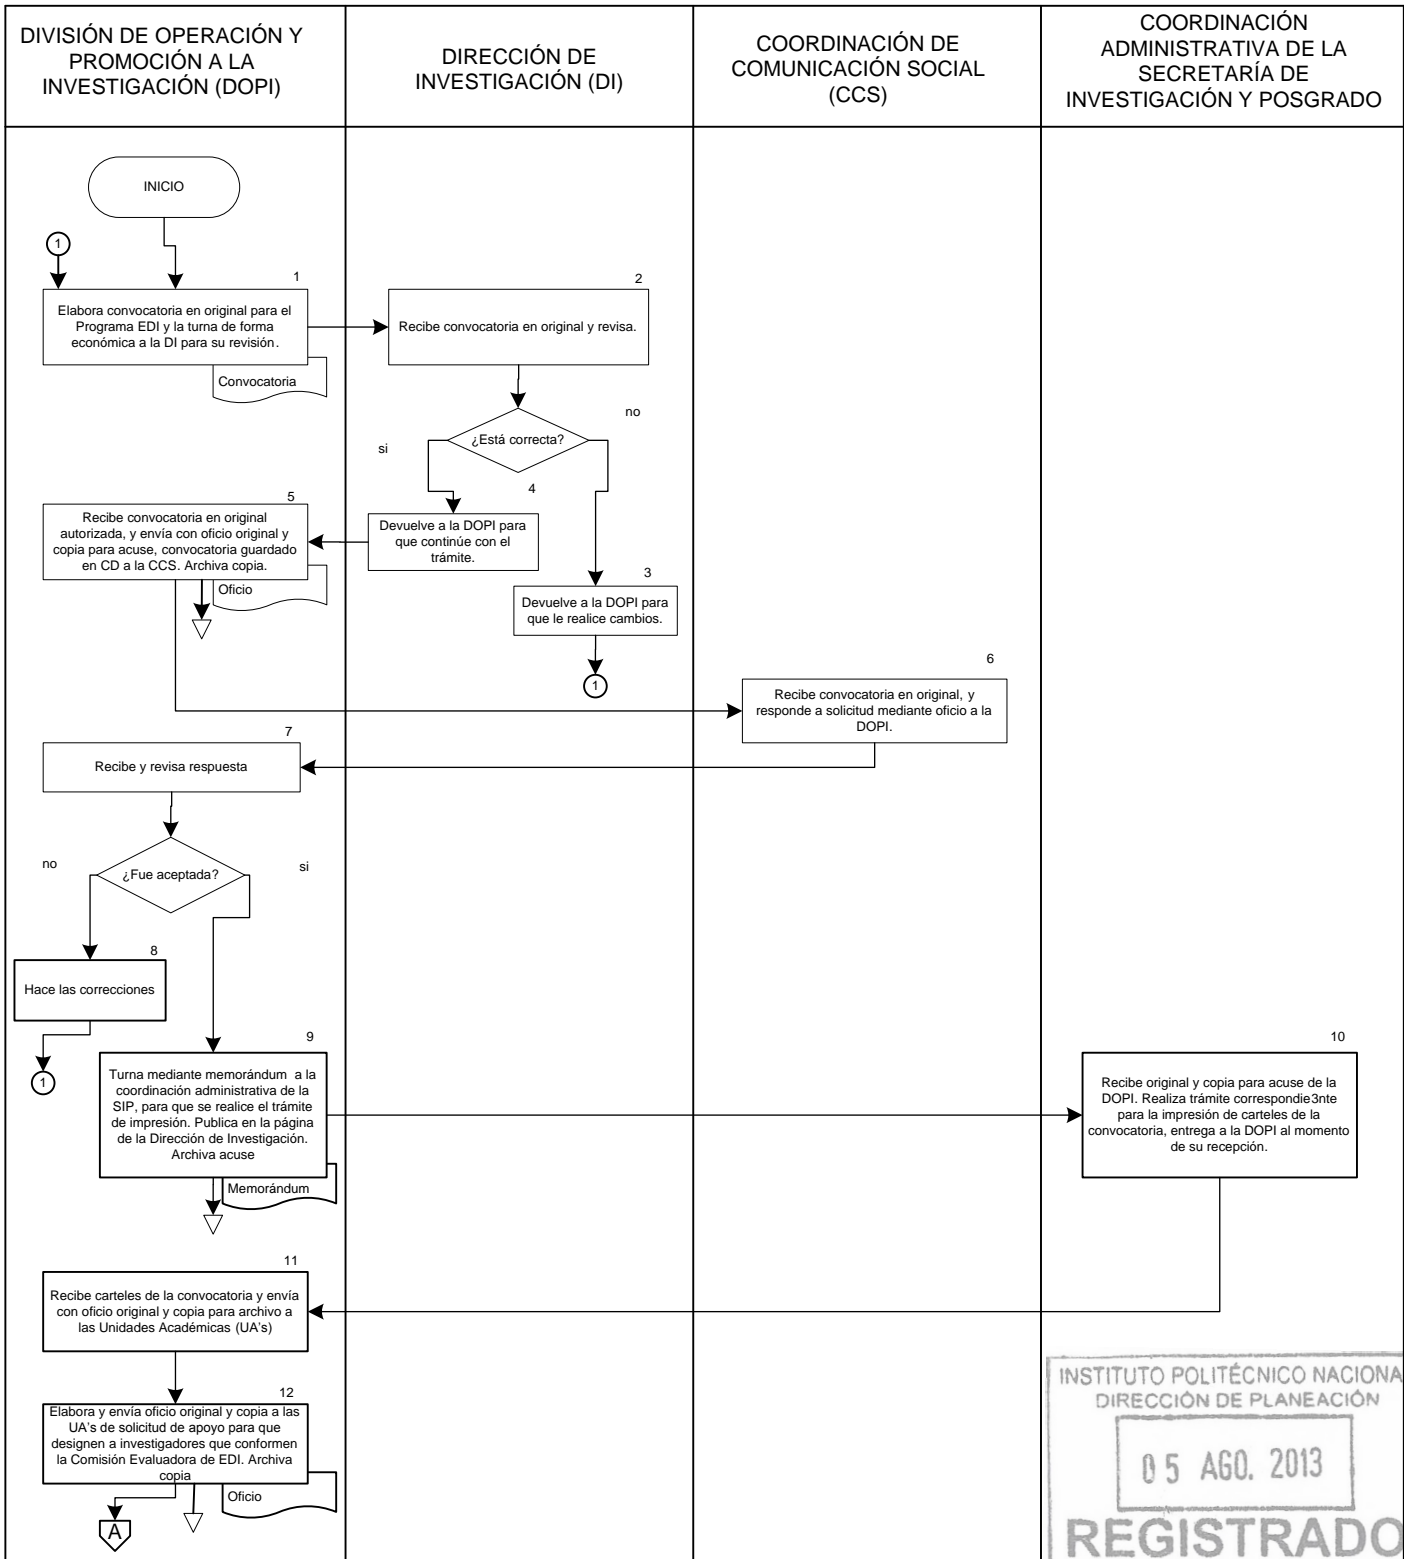 DIVISIÓN DE OPERACIÓN Y
PROMOCIÓN A LA
INVESTIGACIÓN (DOPI)
DIRECCIÓN DE
INVESTIGACIÓN (DI)
COORDINACIÓN DE
COMUNICACIÓN SOCIAL
(CCS)
COORDINACIÓN
ADMINISTRATIVA DE LA
SECRETARÍA DE
INVESTIGACIÓN Y POSGRADO
INICIO
1
1
Elabora convocatoria en original para el
Programa EDI y la turna de forma
económica a la DI para su revisión.
Convocatoria
2
Recibe convocatoria en original y revisa.
¿Está correcta?
si
no
4
Devuelve a la DOPI para
que continúe con el
trámite.
3
Devuelve a la DOPI para
que le realice cambios.
1
5
Recibe convocatoria en original
autorizada, y envía con oficio original y
copia para acuse, convocatoria guardado
en CD a la CCS. Archiva copia.
Oficio
6
Recibe convocatoria en original, y
responde a solicitud mediante oficio a la
DOPI.
7
Recibe y revisa respuesta
¿Fue aceptada?
no
si
8
Hace las correcciones
1
9
Turna mediante memorándum a la
coordinación administrativa de la
SIP, para que se realice el trámite
de impresión. Publica en la página
de la Dirección de Investigación.
Archiva acuse
Memorándum
10
Recibe original y copia para acuse de la
DOPI. Realiza trámite correspondie3nte
para la impresión de carteles de la
convocatoria, entrega a la DOPI al momento
de su recepción.
11
Recibe carteles de la convocatoria y envía
con oficio original y copia para archivo a
las Unidades Académicas (UA's)
12
Elabora y envía oficio original y copia a las
UA's de solicitud de apoyo para que
designen a investigadores que conformen
la Comisión Evaluadora de EDI. Archiva
copia
Oficio
A
INSTITUTO POLITÉCNICO NACIONA
DIRECCIÓN DE PLANEACIÓN
05 AGO. 2013
REGISTRADO